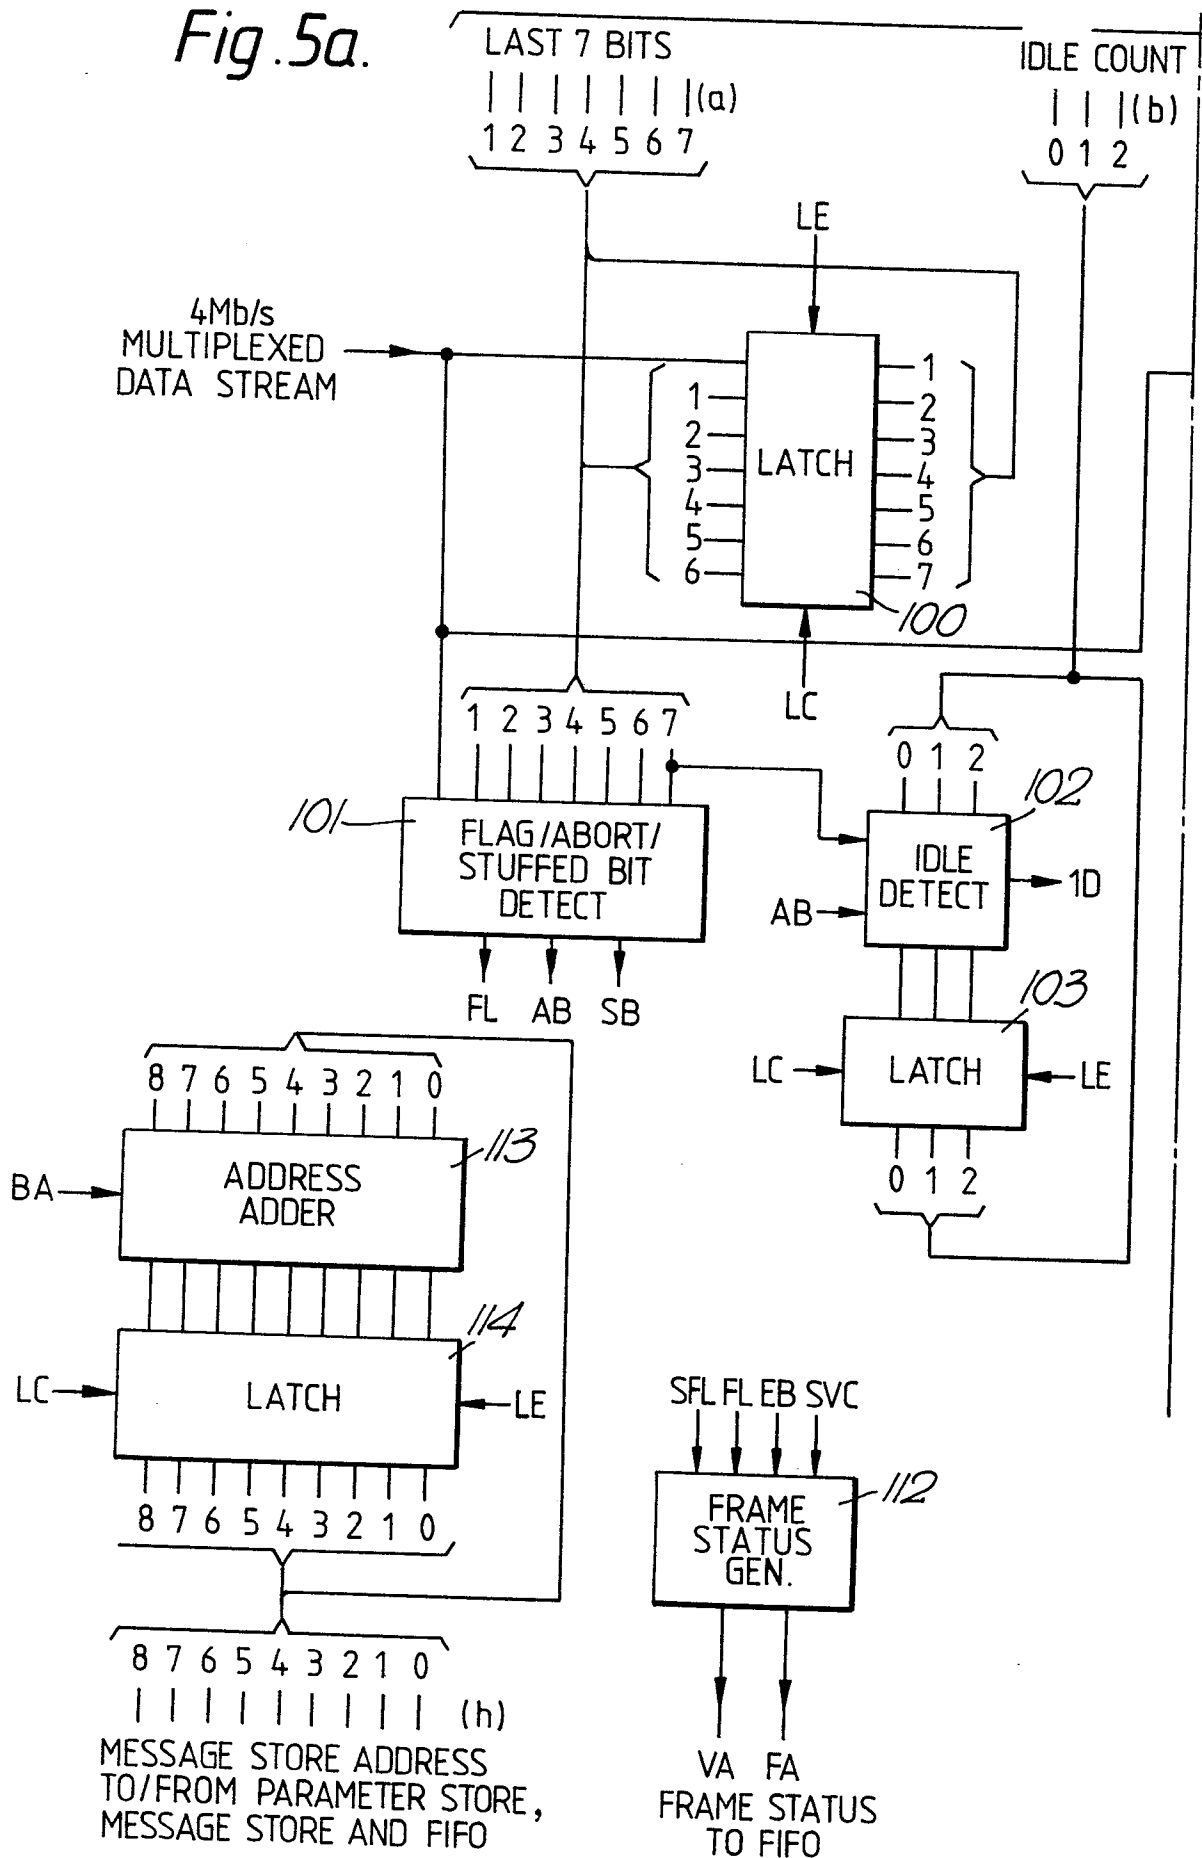 Fig.5a.
LAST 7 BITS
(a)
1 2 3 4 5 6 7
IDLE COUNT
(b)
0 1 2
LE
4Mb/s
MULTIPLEXED
DATA STREAM
1
2
3
4
5
6
LATCH
1
2
3
4
5
6
7
100
LC
1 2 3 4 5 6 7
101
FLAG/ABORT/
STUFFED BIT
DETECT
FL AB SB
0 1 2
102
IDLE
DETECT
AB
1D
103
LC
LATCH
LE
0 1 2
8 7 6 5 4 3 2 1 0
113
BA
ADDRESS
ADDER
114
LC
LATCH
LE
8 7 6 5 4 3 2 1 0
8 7 6 5 4 3 2 1 0
(h)
MESSAGE STORE ADDRESS
TO/FROM PARAMETER STORE,
MESSAGE STORE AND FIFO
SFL FL EB SVC
112
FRAME
STATUS
GEN.
VA FA
FRAME STATUS
TO FIFO